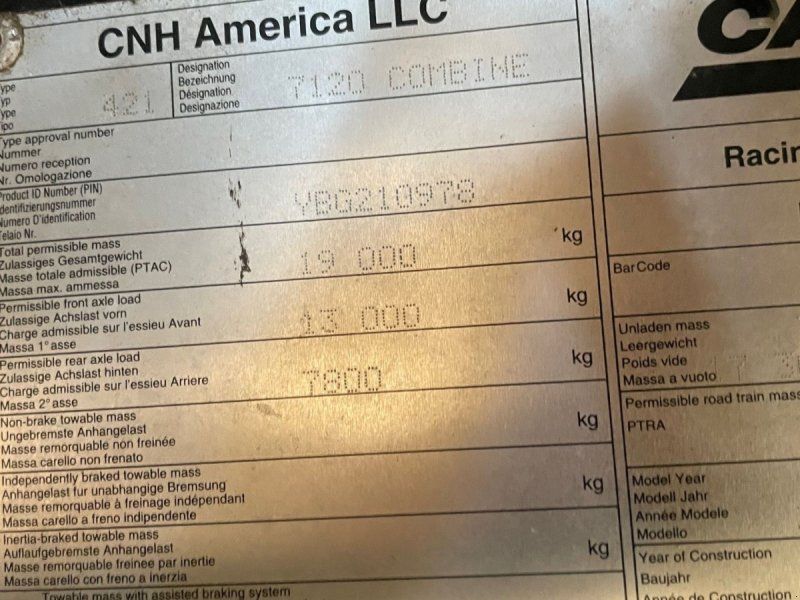 CNH America LLC
421
Designation
Bezeichnung
Désignation
Designazione
7120 COMBINE
Type approval number
Nummer
Numero reception
Nr. Omologazione
Product ID Number (PIN)
Identifizierungsnummer
Numero D'identification
Telaio Nr.
YBG210978
Total permissible mass
Zulassiges Gesamtgewicht
Masse totale admissible (PTAC)
Massa max. ammessa
19 000
kg
Permissible front axle load
Zulassige Achslast vorn
Charge admissible sur l'essieu Avant
Massa 1° asse
13 000
kg
Permissible rear axle load
Zulassige Achslast hinten
Charge admissible sur l'essieu Arriere
Massa 2° asse
7800
kg
Non-brake towable mass
Ungebremste Anhangelast
Masse remorquable non freinée
Massa carello non frenato
kg
Independently braked towable mass
Anhangelast fur unabhangige Bremsung
Masse remorquable à freinage indépendant
Massa carello a freno indipendente
kg
Inertia-braked towable mass
Auflaufgebremste Anhangelast
Masse remorquable freinee par inertie
Massa carello con freno a inerzia
kg
Towable mass with assisted braking system
CA
Racin
BarCode
Unladen mass
Leergewicht
Poids vide
Massa a vuoto
Permissible road train mass
PTRA
Model Year
Modell Jahr
Année Modele
Modello
Year of Construction
Baujahr
Année de Construction